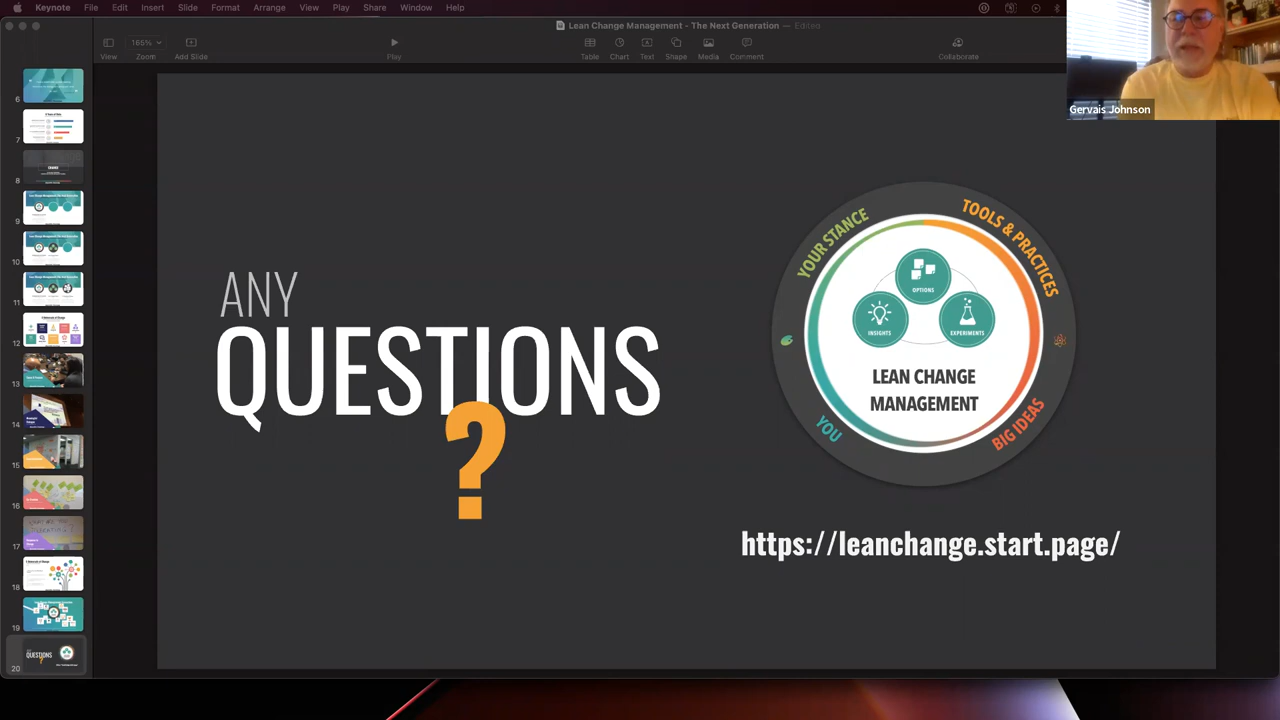 Keynote File Edit Insert Slide Format Arrange View Play Share Window Help
Lean Change Management - The Next Generation — Edited
165%
View Zoom Add Slide Play Table Chart Text Shape Media Comment Collaborate
Gervais Johnson
6
7
8
9
10
11
12
13
14
15
16
17
18
19
20
ANY
QUESTIONS
?
YOUR STANCE
TOOLS & PRACTICES
OPTIONS
INSIGHTS
EXPERIMENTS
LEAN CHANGE
MANAGEMENT
YOU
BIG IDEAS
https://leanchange.start.page/